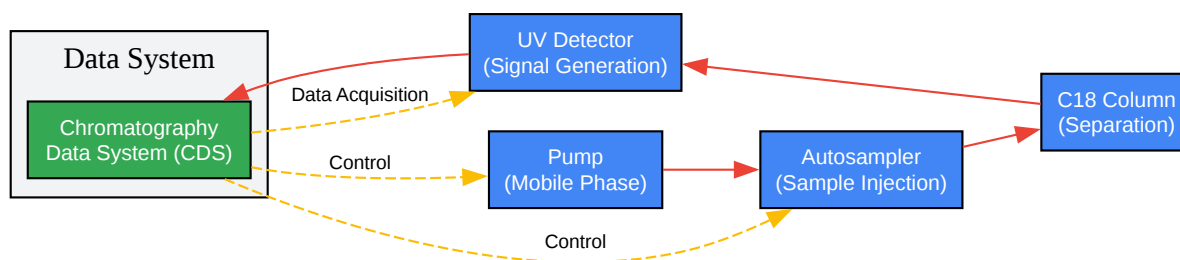 Data System
Chromatography
Data System (CDS)
UV Detector
(Signal Generation)
Data Acquisition
Control
Pump
(Mobile Phase)
Autosampler
(Sample Injection)
C18 Column
(Separation)
Control